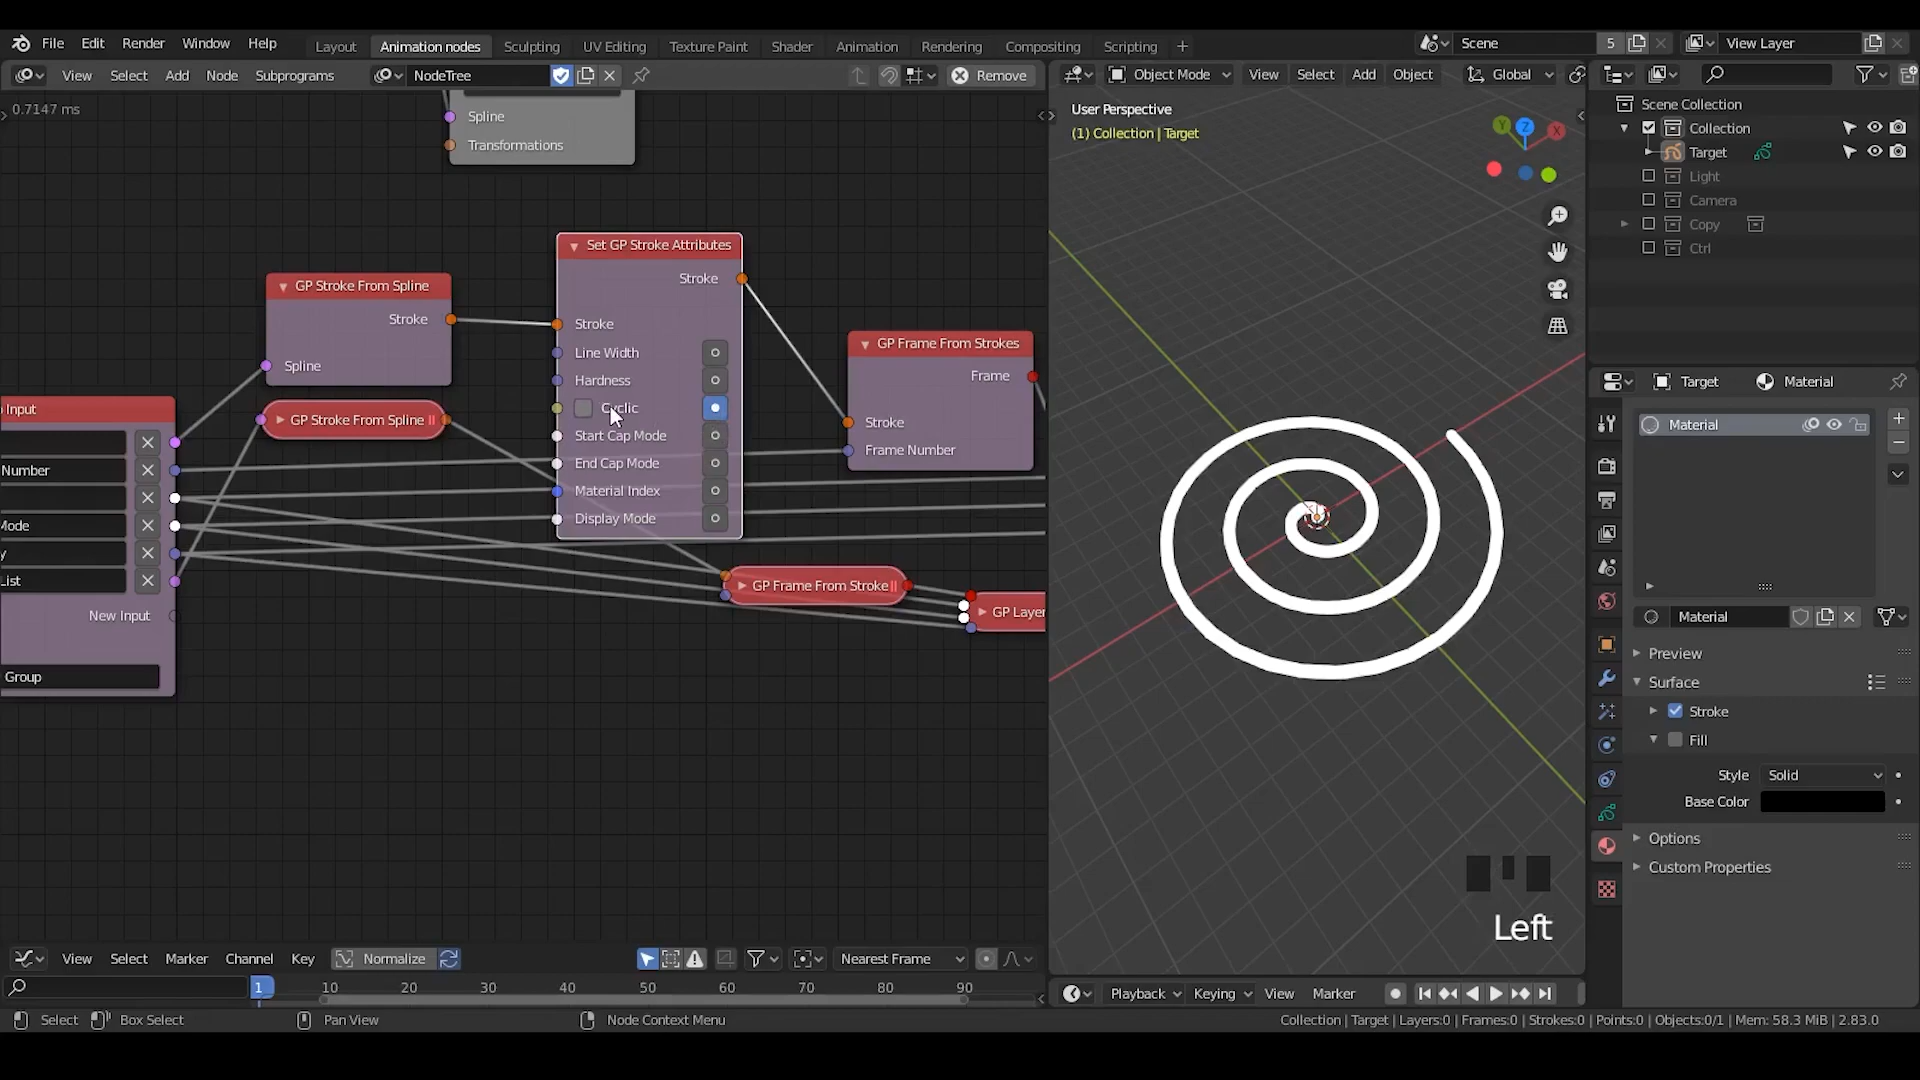 File Edit Render Window Help Layout Animation nodes Sculpting UV Editing Texture Paint Shader Animation Rendering Compositing Scripting Scene 5 View Layer
View Select Add Node Subprograms NodeTree Remove
Object Mode View Select Add Object Global
0.7147 ms
Spline
Transformations
Set GP Stroke Attributes
Stroke
Stroke
Line Width
Hardness
Cyclic
Start Cap Mode
End Cap Mode
Material Index
Display Mode
GP Stroke From Spline
Stroke
Spline
GP Stroke From Spline
GP Frame From Strokes
Frame
Stroke
Frame Number
Input
Number
Mode
y
List
New Input
Group
GP Frame From Stroke
GP Layer
User Perspective
(1) Collection | Target
Y Z X
Left
Scene Collection
Collection
Target
Light
Camera
Copy
Ctrl
Target Material
Material
Material
Preview
Surface
Stroke
Fill
Style Solid
Base Color
Options
Custom Properties
View Select Marker Channel Key Normalize Nearest Frame
1 10 20 30 40 50 60 70 80 90
Playback Keying View Marker
Select Box Select Pan View Node Context Menu
Collection | Target | Layers:0 | Frames:0 | Strokes:0 | Points:0 | Objects:0/1 | Mem: 58.3 MiB | 2.83.0